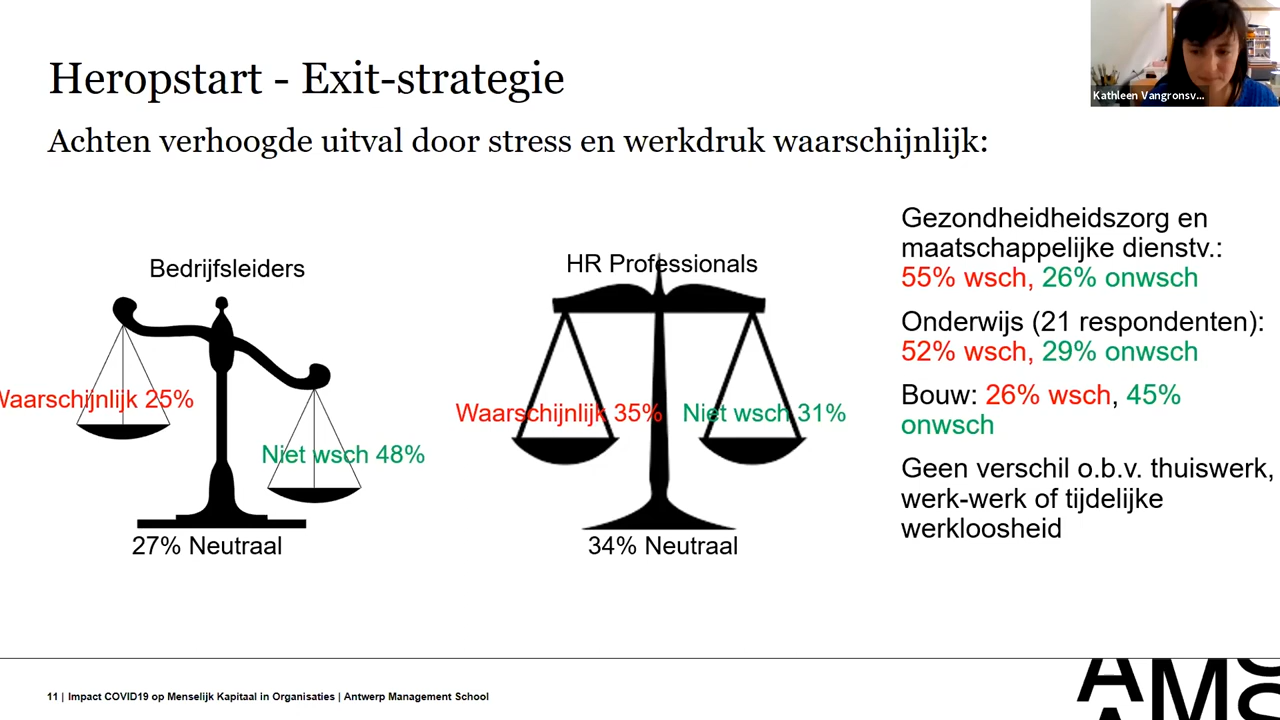 Heropstart - Exit-strategie
Kathleen Vangronsv...
Achten verhoogde uitval door stress en werkdruk waarschijnlijk:
Bedrijfsleiders
Waarschijnlijk 25%
Niet wsch 48%
27% Neutraal
HR Professionals
Waarschijnlijk 35%
Niet wsch 31%
34% Neutraal
Gezondheidheidszorg en
maatschappelijke dienstv.:
55% wsch, 26% onwsch
Onderwijs (21 respondenten):
52% wsch, 29% onwsch
Bouw: 26% wsch, 45%
onwsch
Geen verschil o.b.v. thuiswerk,
werk-werk of tijdelijke
werkloosheid
11 | Impact COVID19 op Menselijk Kapitaal in Organisaties | Antwerp Management School
AMS